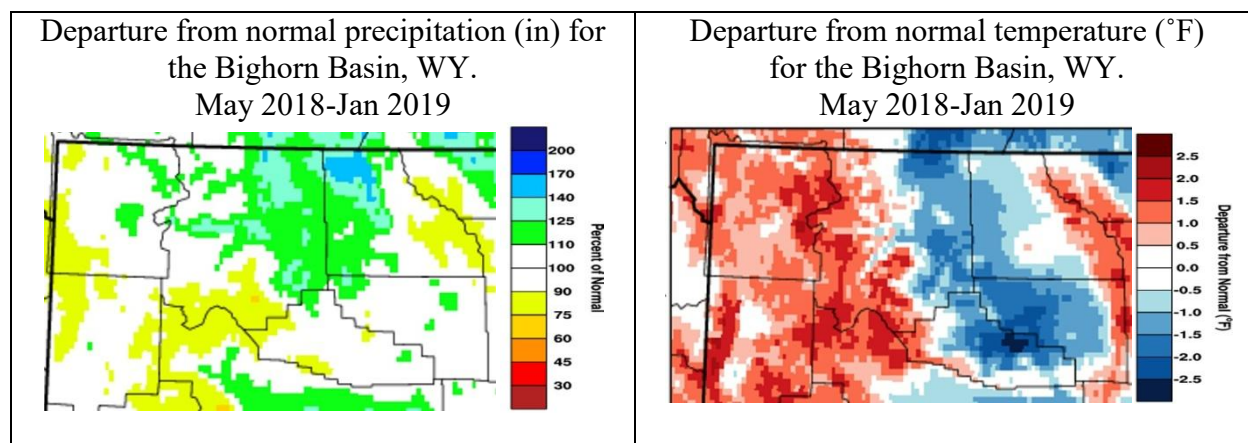 Departure from normal precipitation (in) for
the Bighorn Basin, WY.
May 2018-Jan 2019
200
170
140
125
110
100
90
75
60
45
30
Percent of Normal
Departure from normal temperature (˚F)
for the Bighorn Basin, WY.
May 2018-Jan 2019
2.5
2.0
1.5
0.5
0.0
-0.5
-1.0
-1.5
-2.0
-2.5
Departure from Normal (°F)